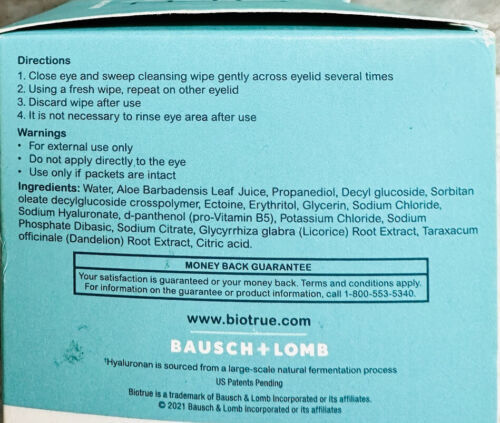 Directions
1. Close eye and sweep cleansing wipe gently across eyelid several times
2. Using a fresh wipe, repeat on other eyelid
3. Discard wipe after use
4. It is not necessary to rinse eye area after use
Warnings
• For external use only
• Do not apply directly to the eye
• Use only if packets are intact
Ingredients: Water, Aloe Barbadensis Leaf Juice, Propanediol, Decyl glucoside, Sorbitan
oleate decylglucoside crosspolymer, Ectoine, Erythritol, Glycerin, Sodium Chloride,
Sodium Hyaluronate, d-panthenol (pro-Vitamin B5), Potassium Chloride, Sodium
Phosphate Dibasic, Sodium Citrate, Glycyrrhiza glabra (Licorice) Root Extract, Taraxacum
officinale (Dandelion) Root Extract, Citric acid.
MONEY BACK GUARANTEE
Your satisfaction is guaranteed or your money back. Terms and conditions apply.
For information on the guarantee or product information, call 1-800-553-5340.
www.biotrue.com
BAUSCH + LOMB
†Hyaluronan is sourced from a large-scale natural fermentation process
US Patents Pending
Biotrue is a trademark of Bausch & Lomb Incorporated or its affiliates.
© 2021 Bausch & Lomb Incorporated or its affiliates